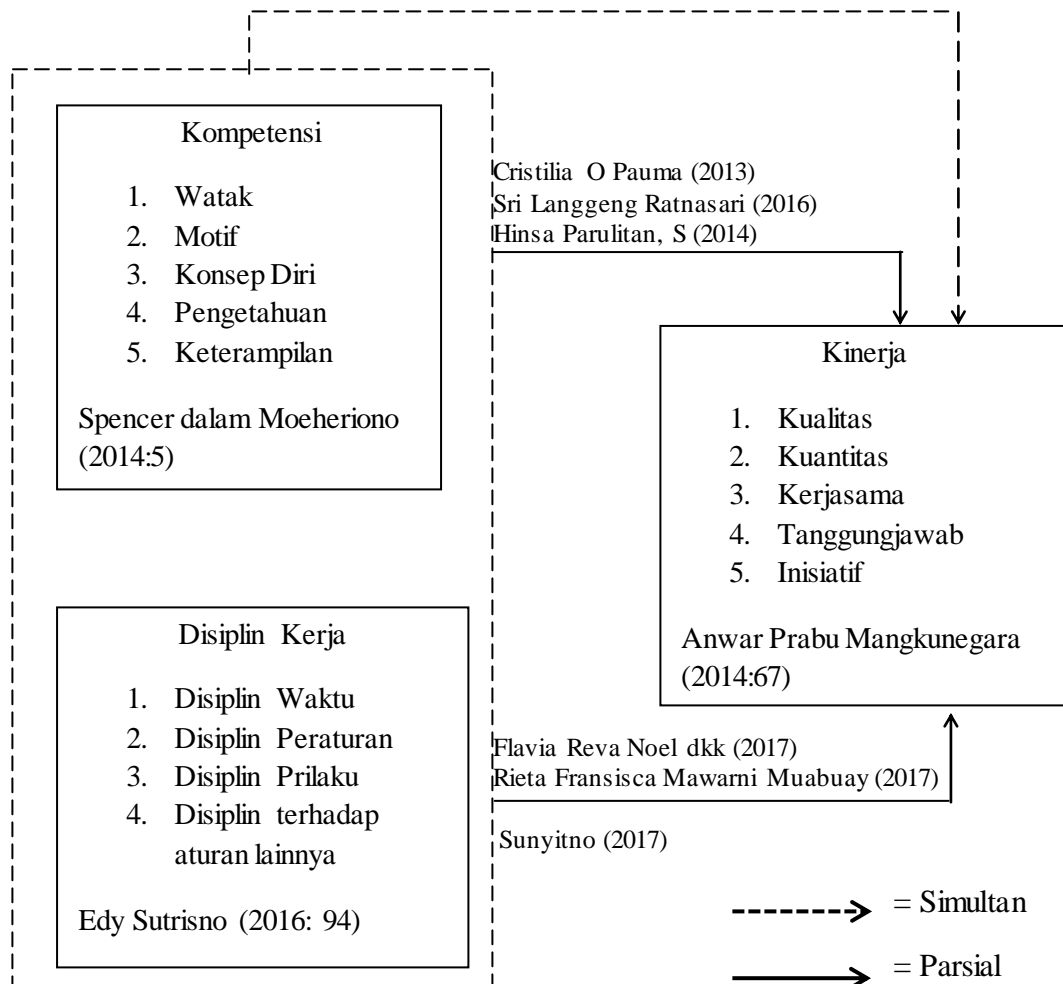 Kompetensi
1. Watak
2. Motif
3. Konsep Diri
4. Pengetahuan
5. Keterampilan
Spencer dalam Moeheriono
(2014:5)
Cristilia O Pauma (2013)
Sri Langgeng Ratnasari (2016)
Hinsa Parulitan, S (2014)
Kinerja
1. Kualitas
2. Kuantitas
3. Kerjasama
4. Tanggungjawab
5. Inisiatif
Anwar Prabu Mangkunegara
(2014:67)
Disiplin Kerja
1. Disiplin Waktu
2. Disiplin Peraturan
3. Disiplin Prilaku
4. Disiplin terhadap
aturan lainnya
Edy Sutrisno (2016: 94)
Flavia Reva Noel dkk (2017)
Rieta Fransisca Mawarni Muabuay (2017)
Sunyitno (2017)
= Simultan
= Parsial